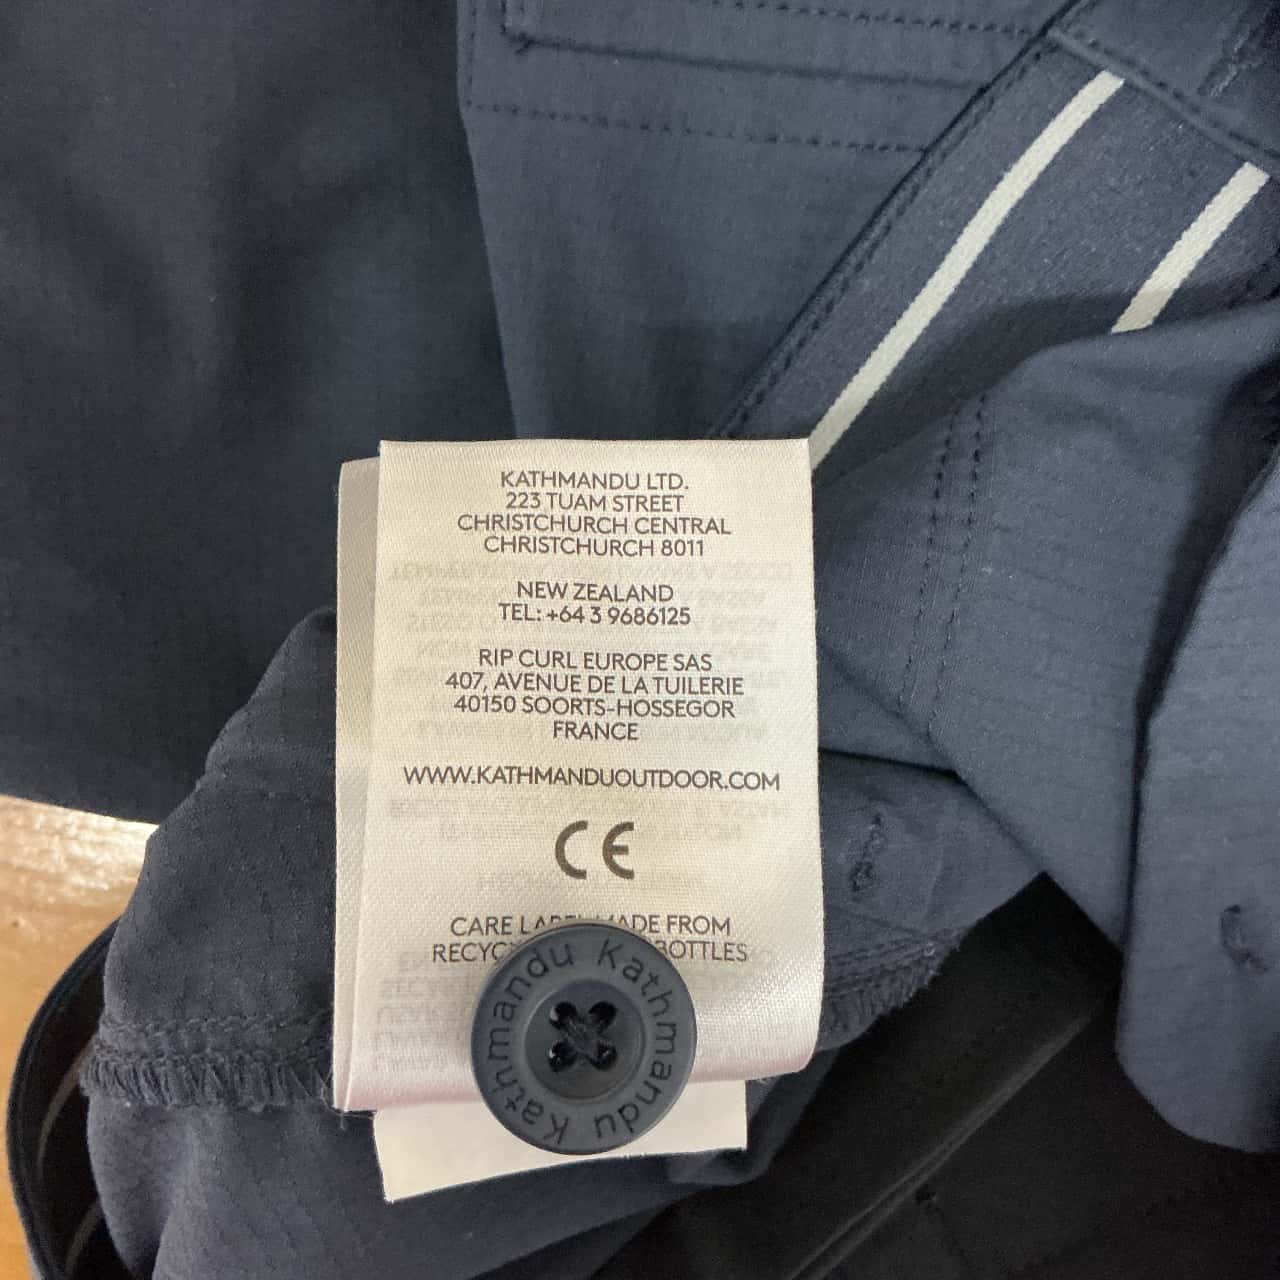 KATHMANDU LTD.
223 TUAM STREET
CHRISTCHURCH CENTRAL
CHRISTCHURCH 8011
NEW ZEALAND
TEL: +64 3 9686125
RIP CURL EUROPE SAS
407, AVENUE DE LA TUILERIE
40150 SOORTS-HOSSEGOR
FRANCE
WWW.KATHMANDUOUTDOOR.COM
CE
CARE LABEL MADE FROM
BOTTLES
Kathmandu Kathmandu